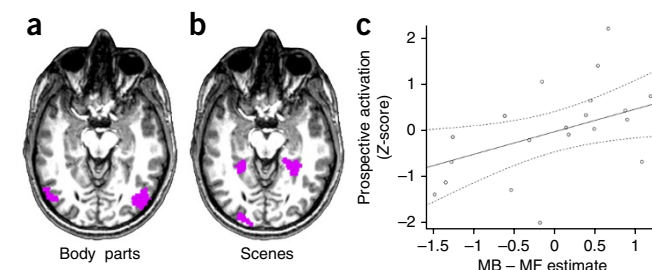 a
b
c
Body parts
Scenes
Prospective activation
(Z-score)
2
1
0
−1
−2
−1.5
−1
−0.5
0
0.5
1
MB − MF estimate